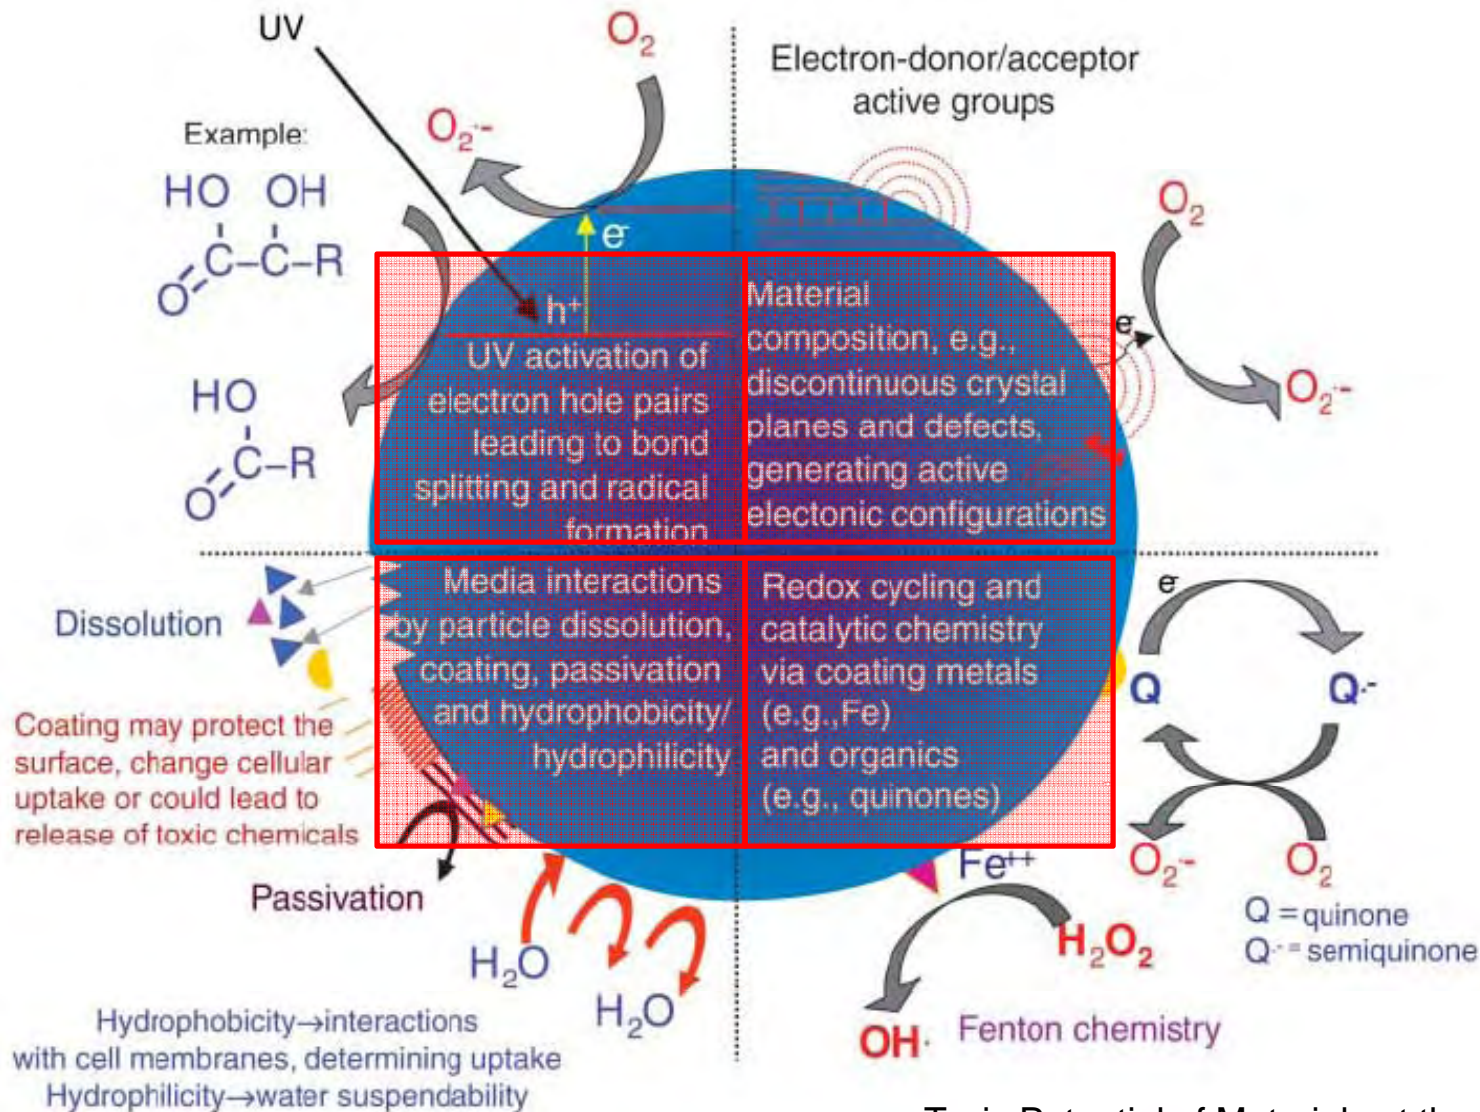 UV
O₂
Electron-donor/acceptor
active groups
O₂·-
Example:
HO OH
C–C–R
O
e-
O₂
h⁺
e-
O₂·-
UV activation of
electron hole pairs
leading to bond
splitting and radical
formation
Material
composition, e.g.,
discontinuous crystal
planes and defects,
generating active
electonic configurations
HO
C–R
O
Dissolution
Media interactions
by particle dissolution,
coating, passivation
and hydrophobicity/
hydrophilicity
Redox cycling and
catalytic chemistry
via coating metals
(e.g.,Fe)
and organics
(e.g., quinones)
e-
Q Q·-
O₂·- O₂
Q = quinone
Q·- = semiquinone
Coating may protect the
surface, change cellular
uptake or could lead to
release of toxic chemicals
Passivation
H₂O
H₂O
Fe⁺⁺
H₂O₂
OH·
Fenton chemistry
Hydrophobicity→interactions
with cell membranes, determining uptake
Hydrophilicity→water suspendability